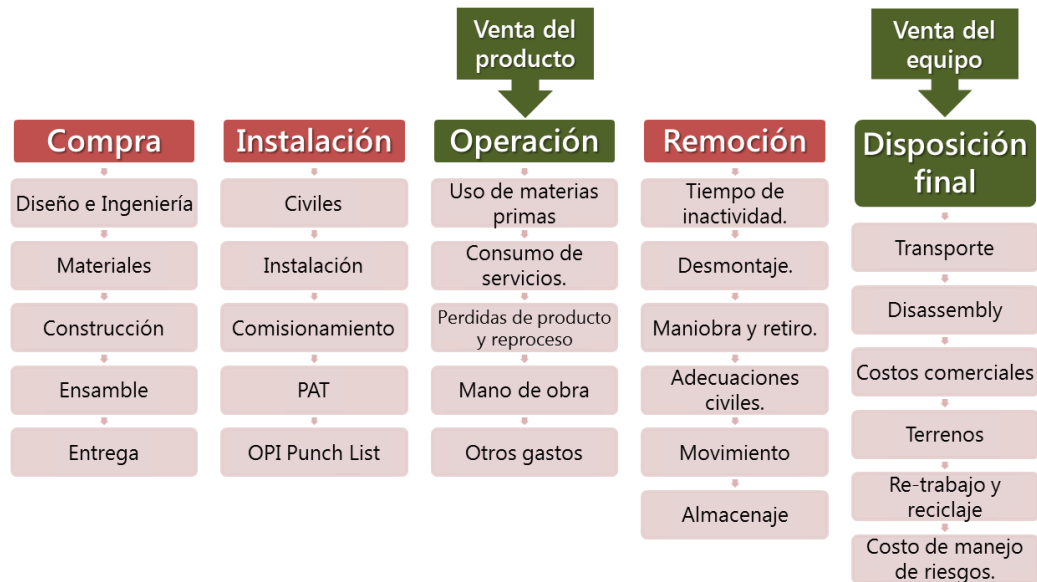 Venta del
producto
Venta del
equipo
Compra
Diseño e Ingeniería
Materiales
Construcción
Ensamble
Entrega
Instalación
Civiles
Instalación
Comisionamiento
PAT
OPI Punch List
Operación
Uso de materias
primas
Consumo de
servicios.
Perdidas de producto
y reproceso
Mano de obra
Otros gastos
Remoción
Tiempo de
inactividad.
Desmontaje.
Maniobra y retiro.
Adecuaciones
civiles.
Movimiento
Almacenaje
Disposición
final
Transporte
Disassembly
Costos comerciales
Terrenos
Re-trabajo y
reciclaje
Costo de manejo
de riesgos.